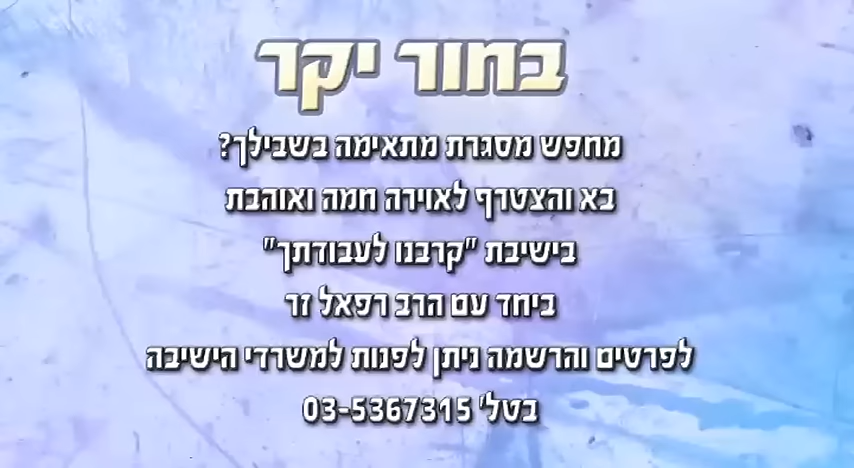 בחור יקר
מחפש מסגרת מתאימה בשבילך?
בא והצטרף לאוירה חמה ואוהבת
בישיבת "קרבנו לעבודתך"
ביחד עם הרב רפאל זר
לפרטים והרשמה ניתן לפנות למשרדי הישיבה
בטל' 03-5367315